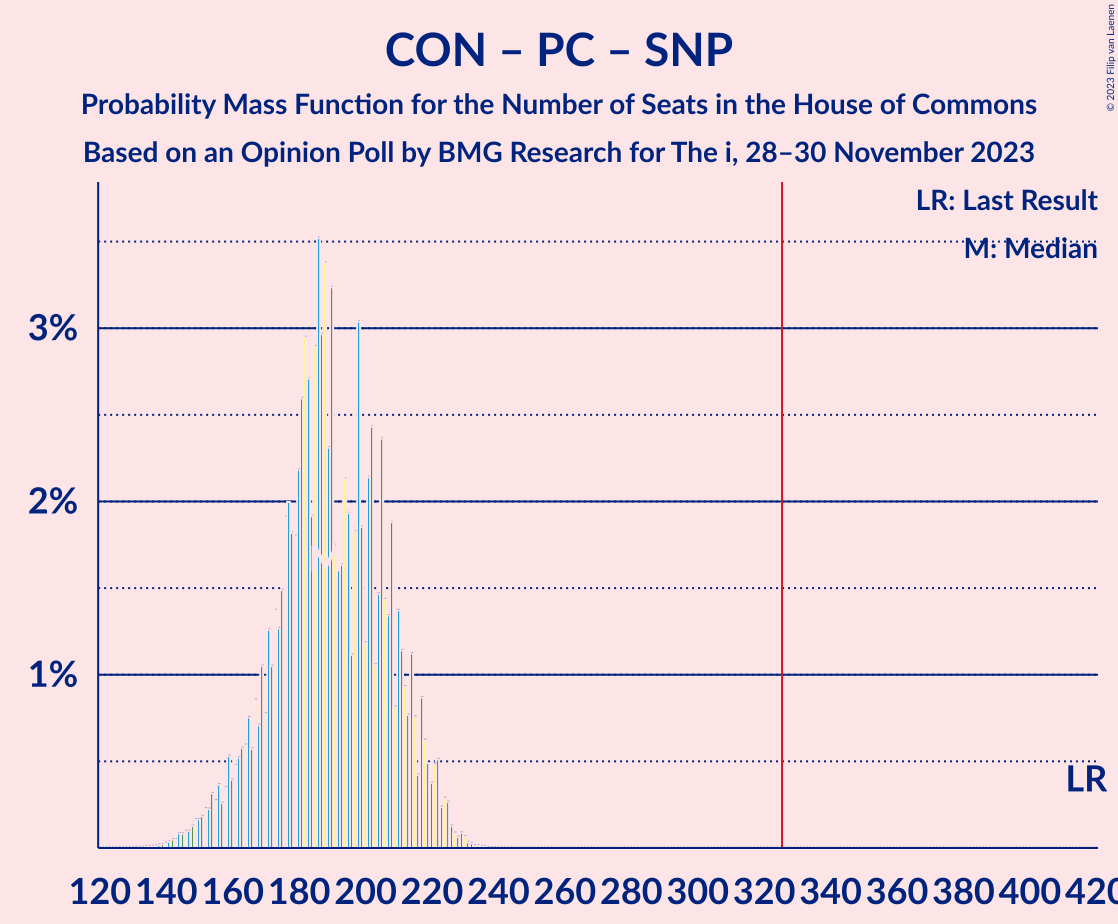 CON – PC – SNP
Probability Mass Function for the Number of Seats in the House of Commons
Based on an Opinion Poll by BMG Research for The i, 28–30 November 2023
© 2023 Filip van Laenen
LR: Last Result
M: Median
3%
2%
1%
LR
120 140 160 180 200 220 240 260 280 300 320 340 360 380 400 420